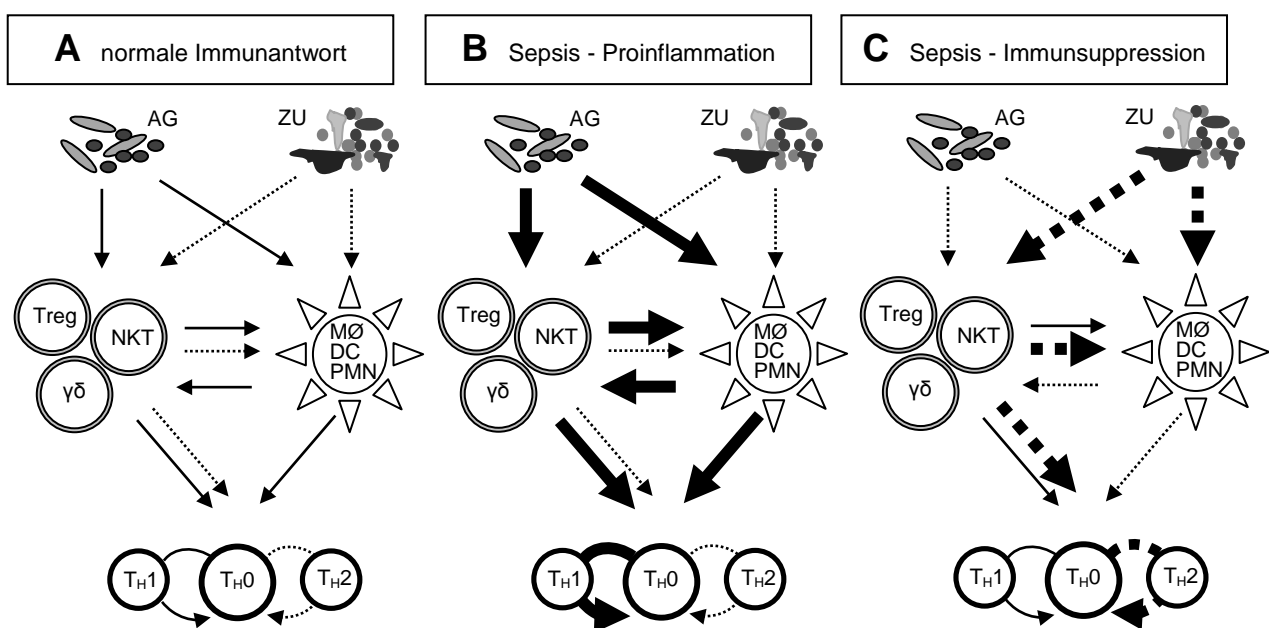 A normale Immunantwort
AG
ZU
Treg
NKT
γδ
MØ
DC
PMN
TH1
TH0
TH2
B Sepsis - Proinflammation
AG
ZU
Treg
NKT
γδ
MØ
DC
PMN
TH1
TH0
TH2
C Sepsis - Immunsuppression
AG
ZU
Treg
NKT
γδ
MØ
DC
PMN
TH1
TH0
TH2